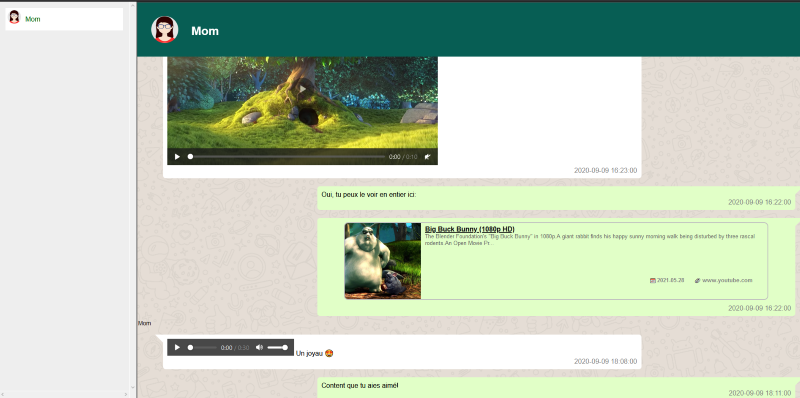 Mom
Mom
0:00 / 0:10
2020-09-09 16:23:00
Oui, tu peux le voir en entier ici:
2020-09-09 16:22:00
Big Buck Bunny (1080p HD)
The Blender Foundation's "Big Buck Bunny" in 1080p A giant rabbit finds his happy sunny morning walk being disturbed by three rascal
rodents An Open Movie Pr...
2021.05.28 www.youtube.com
2020-09-09 16:22:00
Mom
0:00 / 0:30 Un joyau 🥰
2020-09-09 18:08:00
Content que tu aies aimé!
2020-09-09 18:11:00